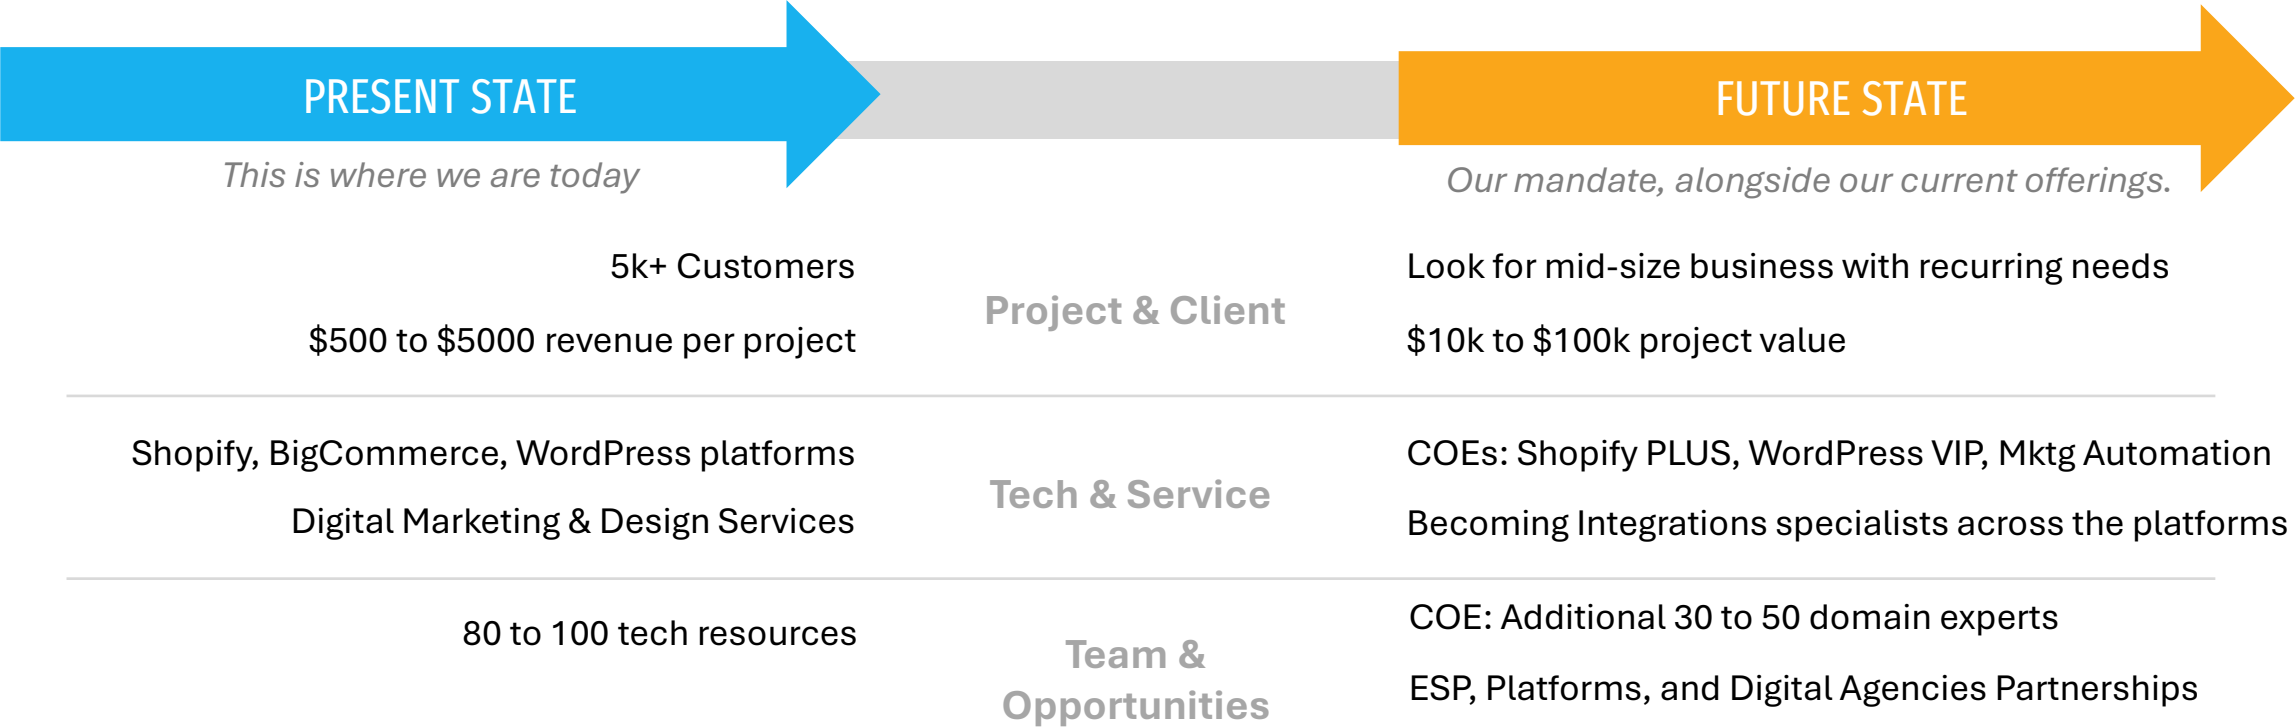 PRESENT STATE
FUTURE STATE
This is where we are today
Our mandate, alongside our current offerings.
5k+ Customers
$500 to $5000 revenue per project
Project & Client
Look for mid-size business with recurring needs
$10k to $100k project value
Shopify, BigCommerce, WordPress platforms
Digital Marketing & Design Services
Tech & Service
COEs: Shopify PLUS, WordPress VIP, Mktg Automation
Becoming Integrations specialists across the platforms
80 to 100 tech resources
Team &
Opportunities
COE: Additional 30 to 50 domain experts
ESP, Platforms, and Digital Agencies Partnerships